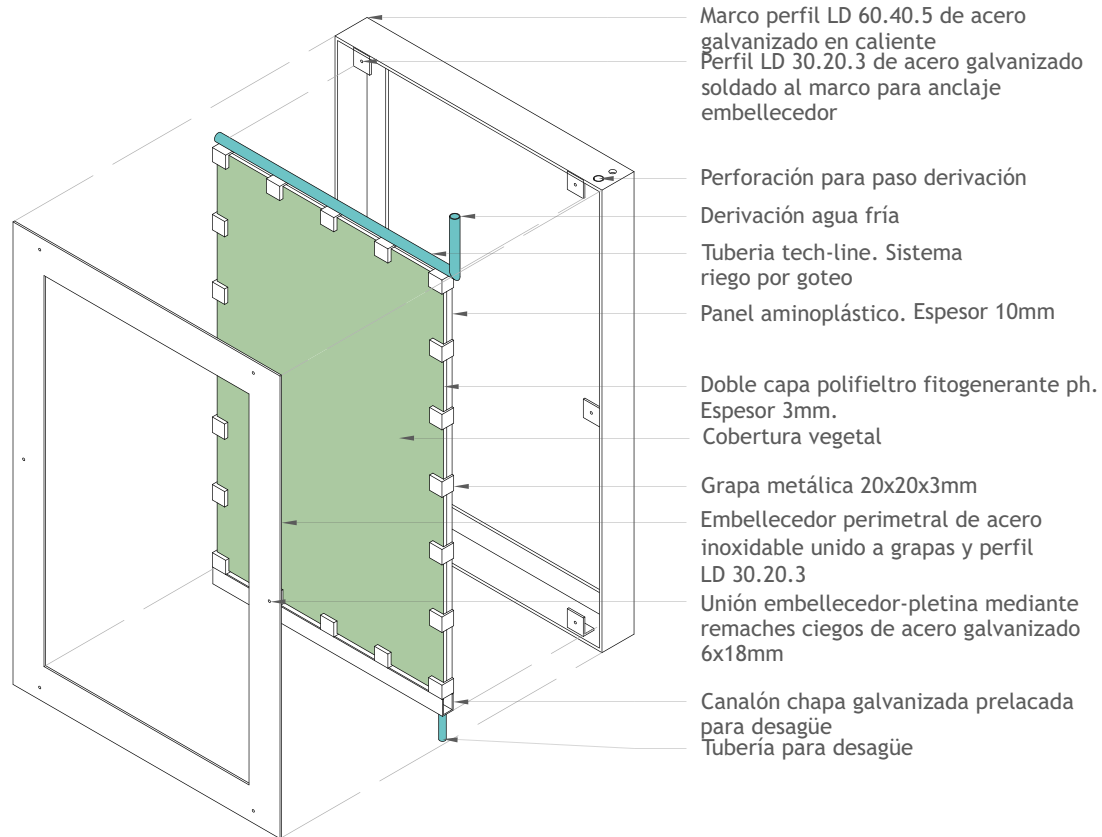 Marco perfil LD 60.40.5 de acero
galvanizado en caliente
Perfil LD 30.20.3 de acero galvanizado
soldado al marco para anclaje
embellecedor
Perforación para paso derivación
Derivación agua fría
Tuberia tech-line. Sistema
riego por goteo
Panel aminoplástico. Espesor 10mm
Doble capa polifieltro fitogenerante ph.
Espesor 3mm.
Cobertura vegetal
Grapa metálica 20x20x3mm
Embellecedor perimetral de acero
inoxidable unido a grapas y perfil
LD 30.20.3
Unión embellecedor-pletina mediante
remaches ciegos de acero galvanizado
6x18mm
Canalón chapa galvanizada prelacada
para desagüe
Tubería para desagüe